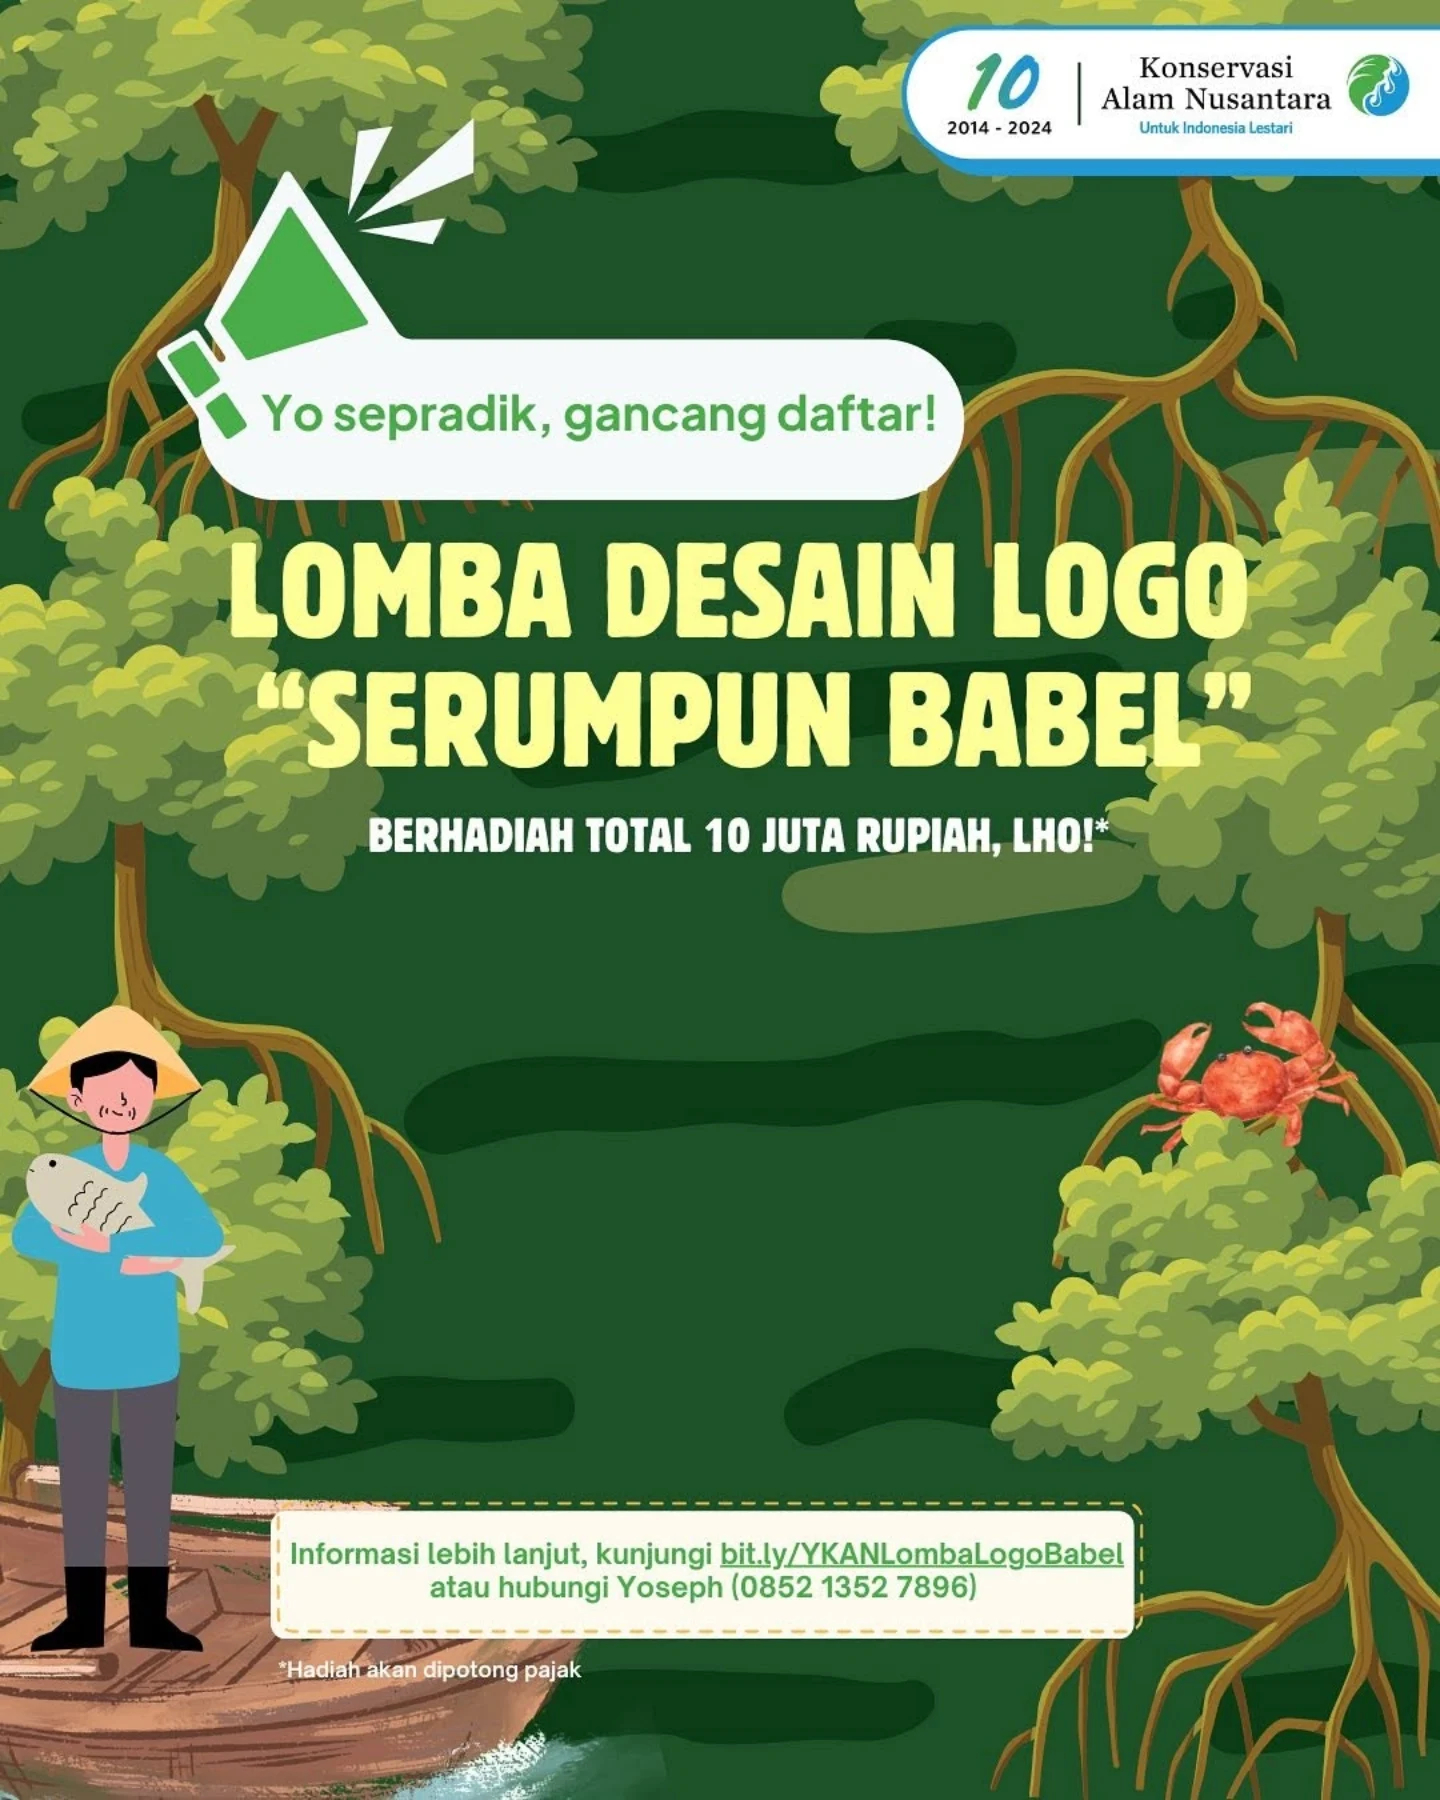 10
2014 - 2024
Konservasi
Alam Nusantara
Untuk Indonesia Lestari
Yo sepradik, gancang daftar!
LOMBA DESAIN LOGO
“SERUMPUN BABEL”
BERHADIAH TOTAL 10 JUTA RUPIAH, LHO!*
Informasi lebih lanjut, kunjungi bit.ly/YKANLombaLogoBabel
atau hubungi Yoseph (0852 1352 7896)
*Hadiah akan dipotong pajak